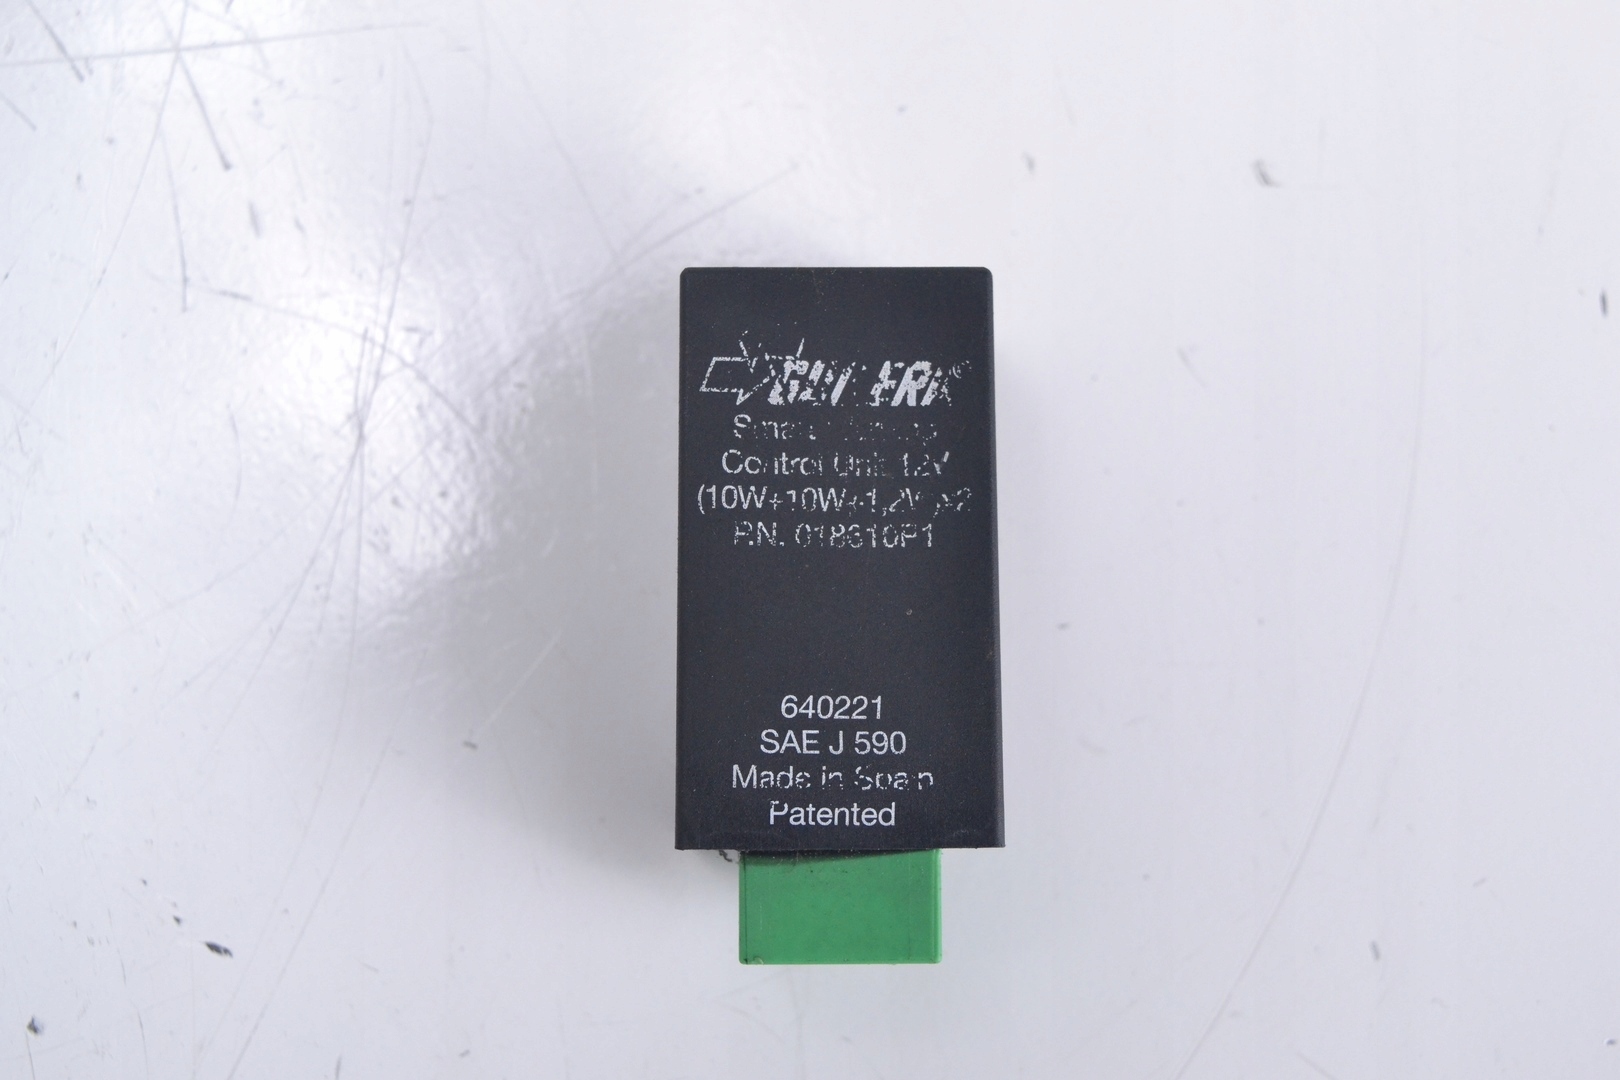 Control Unit 12V
(10W+10W+1,2W)x2
P.N. 018610P1
640221
SAE J 590
Made in Spain
Patented